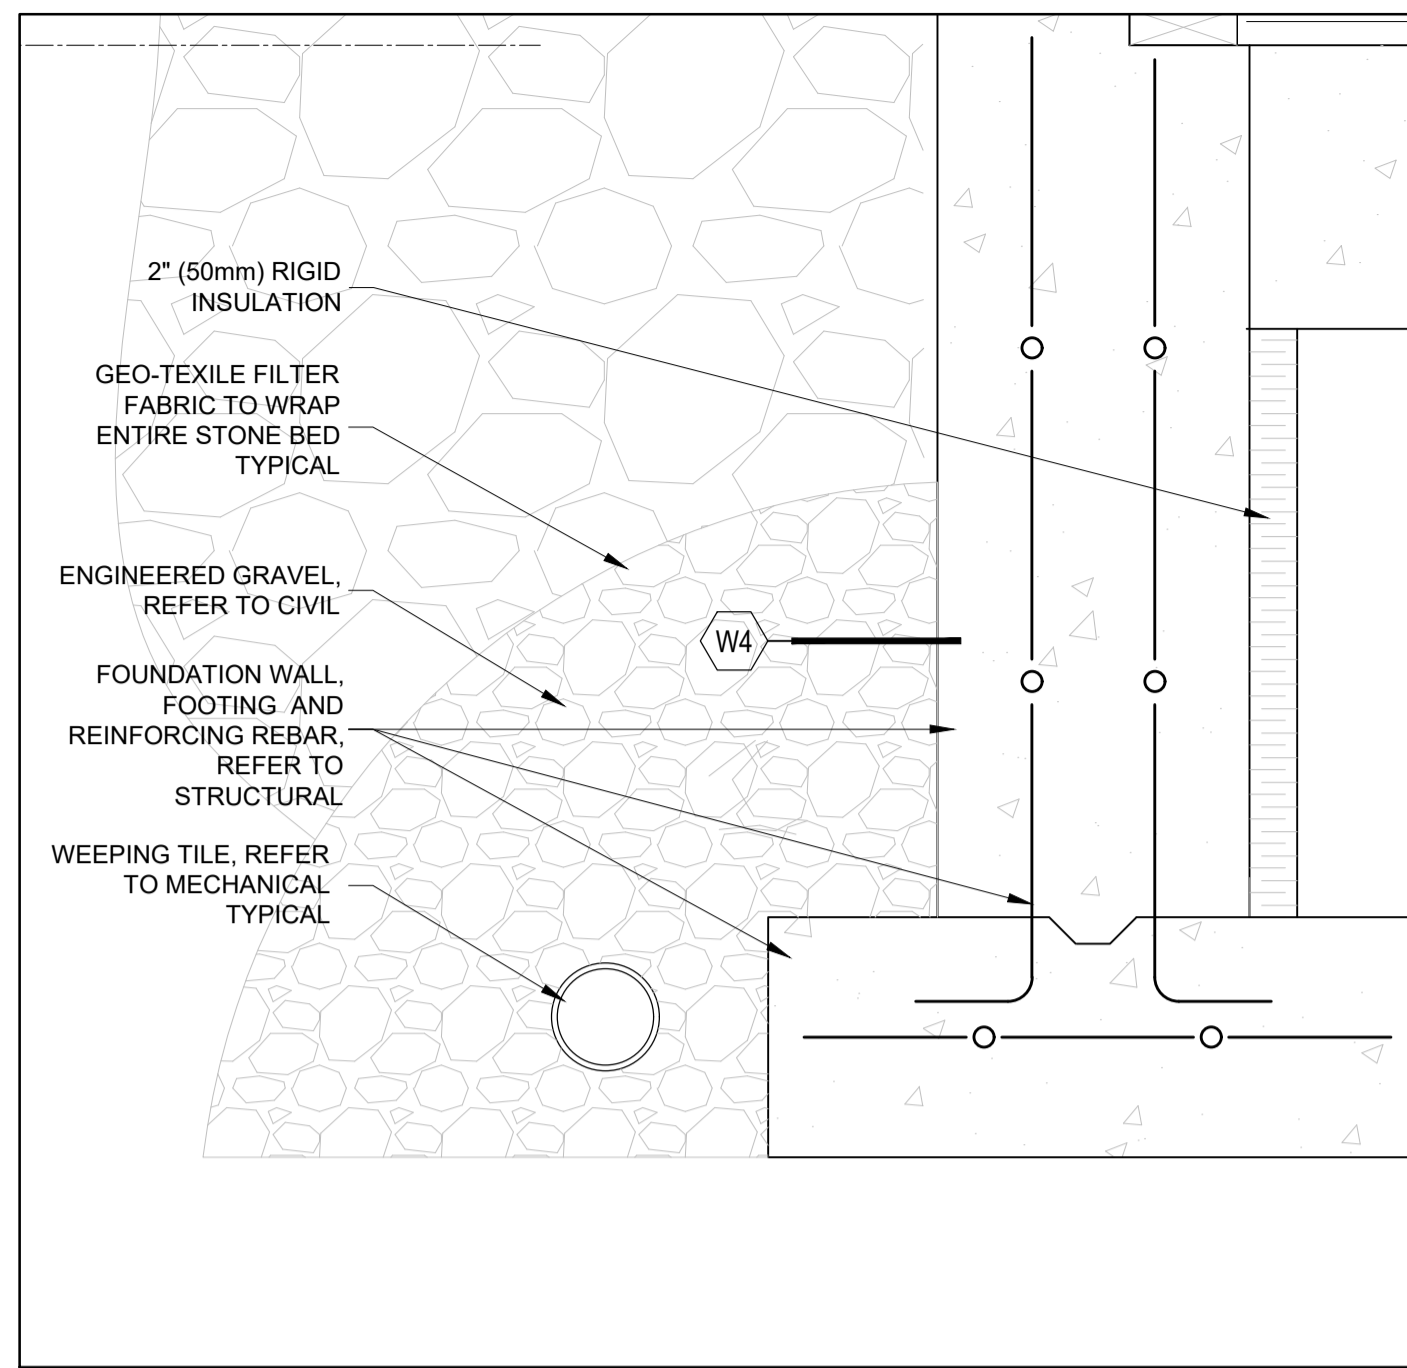 2" (50mm) RIGID
INSULATION
GEO-TEXILE FILTER
FABRIC TO WRAP
ENTIRE STONE BED
TYPICAL
ENGINEERED GRAVEL,
REFER TO CIVIL
W4
FOUNDATION WALL,
FOOTING AND
REINFORCING REBAR,
REFER TO
STRUCTURAL
WEEPING TILE, REFER
TO MECHANICAL
TYPICAL